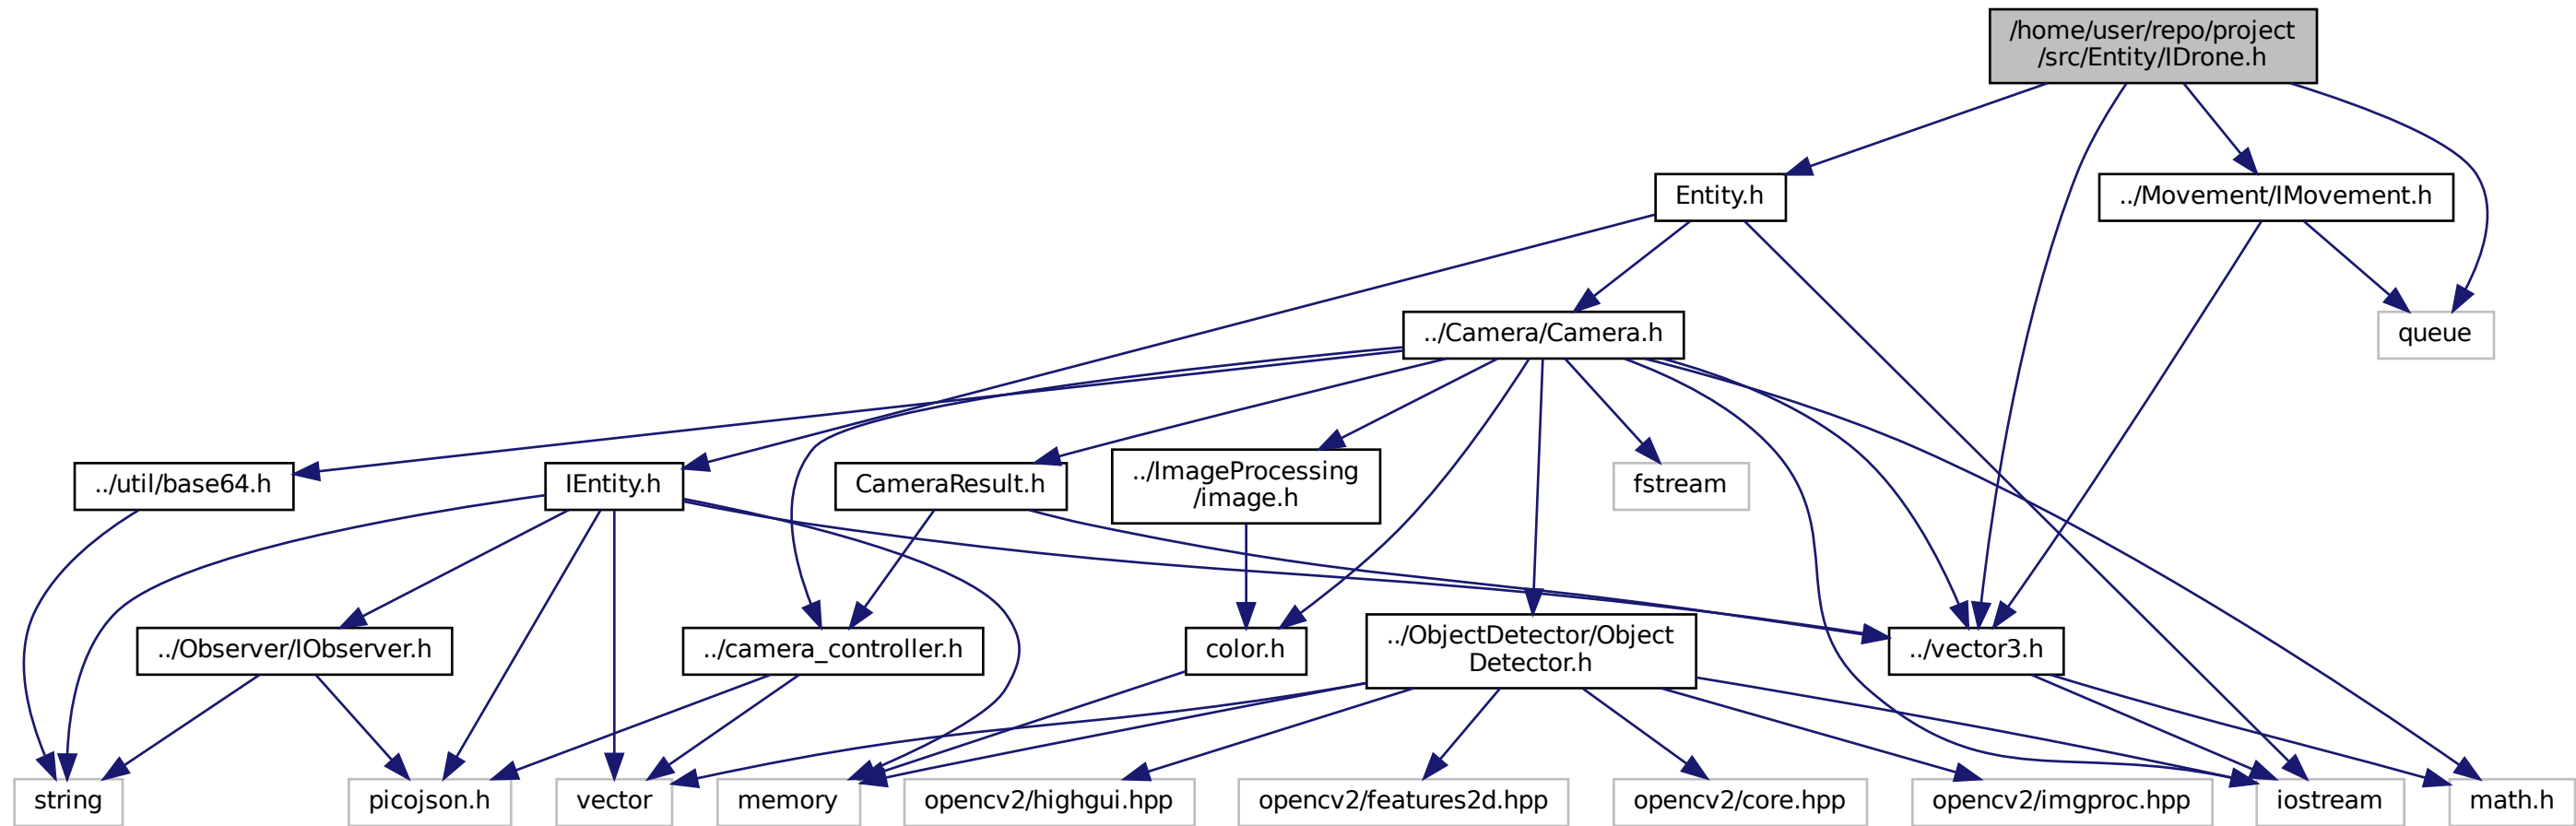 /home/user/repo/project
/src/Entity/IDrone.h
Entity.h
../Movement/IMovement.h
../Camera/Camera.h
queue
../util/base64.h
IEntity.h
CameraResult.h
../ImageProcessing
/image.h
fstream
../Observer/IObserver.h
../camera_controller.h
color.h
../ObjectDetector/Object
Detector.h
../vector3.h
string
picojson.h
vector
memory
opencv2/highgui.hpp
opencv2/features2d.hpp
opencv2/core.hpp
opencv2/imgproc.hpp
iostream
math.h